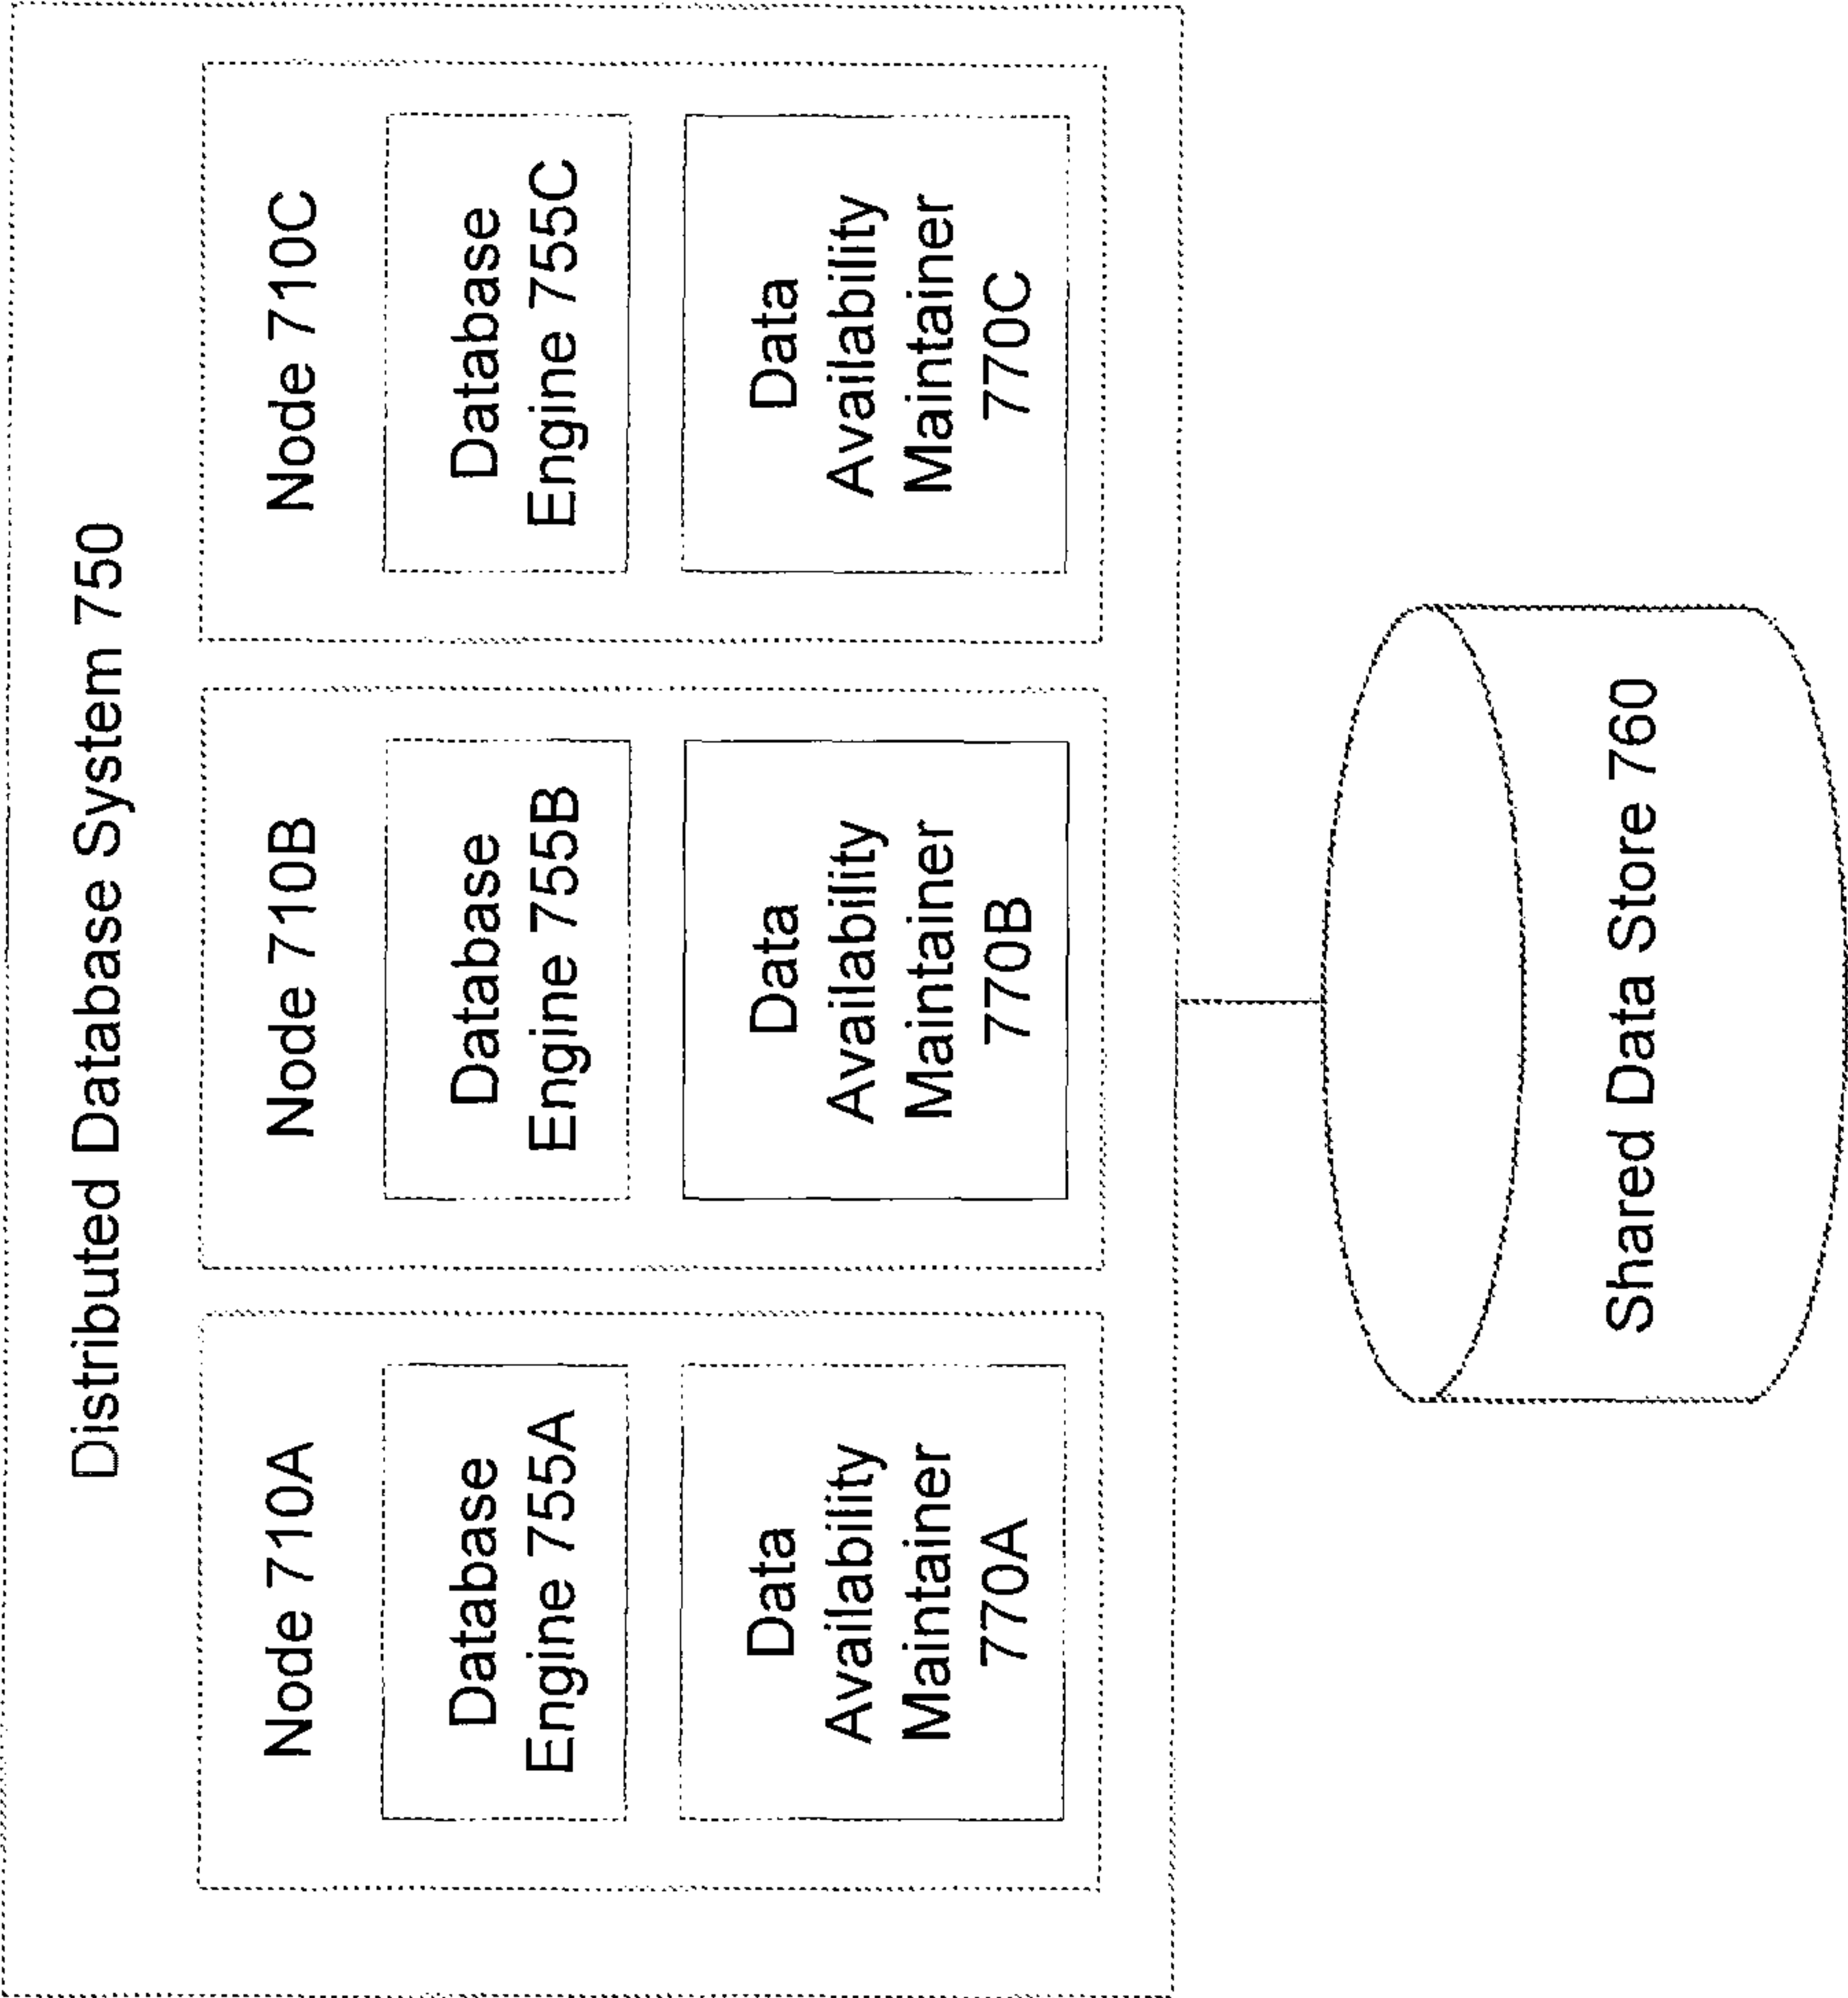 Distributed Database System 750
Node 710A
Database
Engine 755A
Data
Availability
Maintainer
770A
Node 710B
Database
Engine 755B
Data
Availability
Maintainer
770B
Node 710C
Database
Engine 755C
Data
Availability
Maintainer
770C
Shared Data Store 760